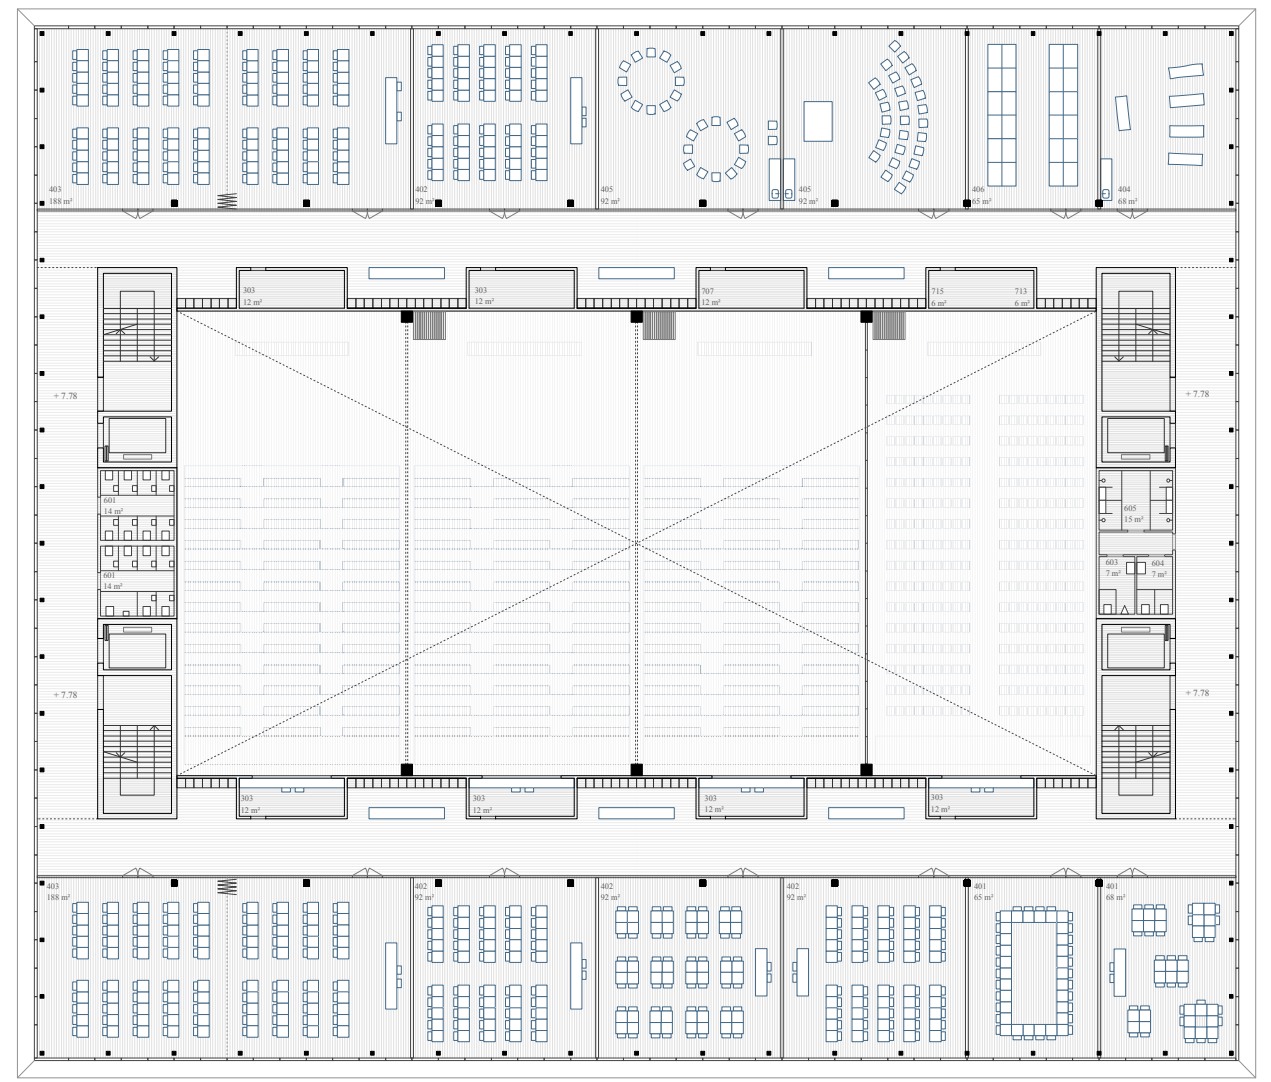 403
188 m²
402
92 m²
405
92 m²
405
92 m²
406
65 m²
404
68 m²
303
12 m²
303
12 m²
707
12 m²
715
6 m²
713
6 m²
+ 7.78
+ 7.78
601
14 m²
605
15 m²
601
14 m²
603
7 m²
604
7 m²
+ 7.78
+ 7.78
303
12 m²
303
12 m²
303
12 m²
303
12 m²
403
188 m²
402
92 m²
402
92 m²
402
92 m²
401
65 m²
401
68 m²